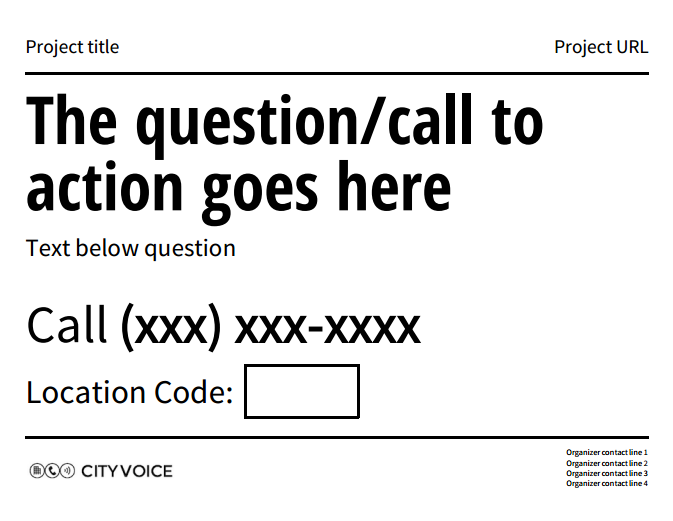 Project title
Project URL
The question/call to
action goes here
Text below question
Call (xxx) xxx-xxxx
Location Code:
CITYVOICE
Organizer contact line 1
Organizer contact line 2
Organizer contact line 3
Organizer contact line 4